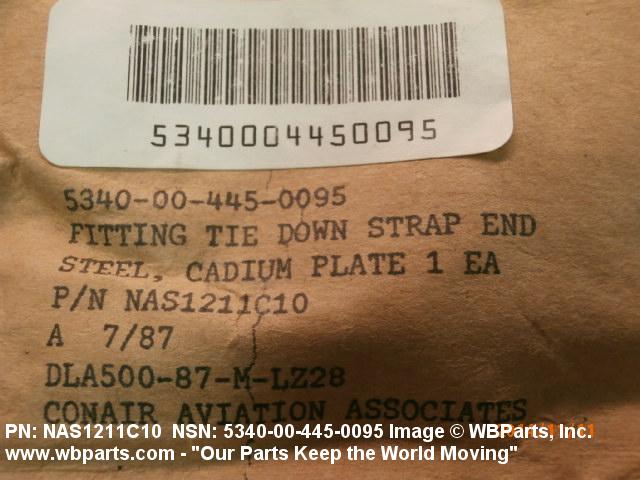 5340004450095
5340-00-445-0095
FITTING TIE DOWN STRAP END
STEEL, CADIUM PLATE 1 EA
P/N NAS1211C10
A 7/87
DLA500-87-M-LZ28
CONAIR AVIATION ASSOCIATES
PN: NAS1211C10 NSN: 5340-00-445-0095 Image © WBParts, Inc.
www.wbparts.com - "Our Parts Keep the World Moving"